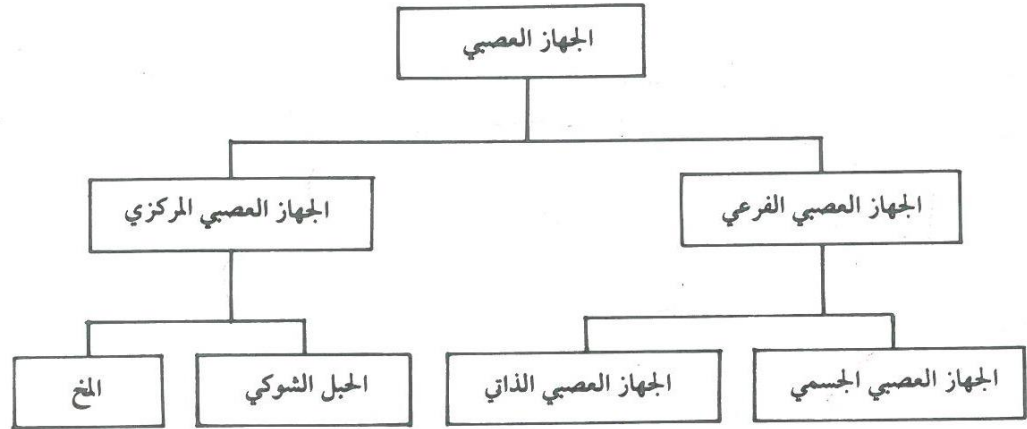 الجهاز العصبي
الجهاز العصبي الفرعي
الجهاز العصبي المركزي
الجهاز العصبي الجسمي
الجهاز العصبي الذاتي
الحبل الشوكي
المخ